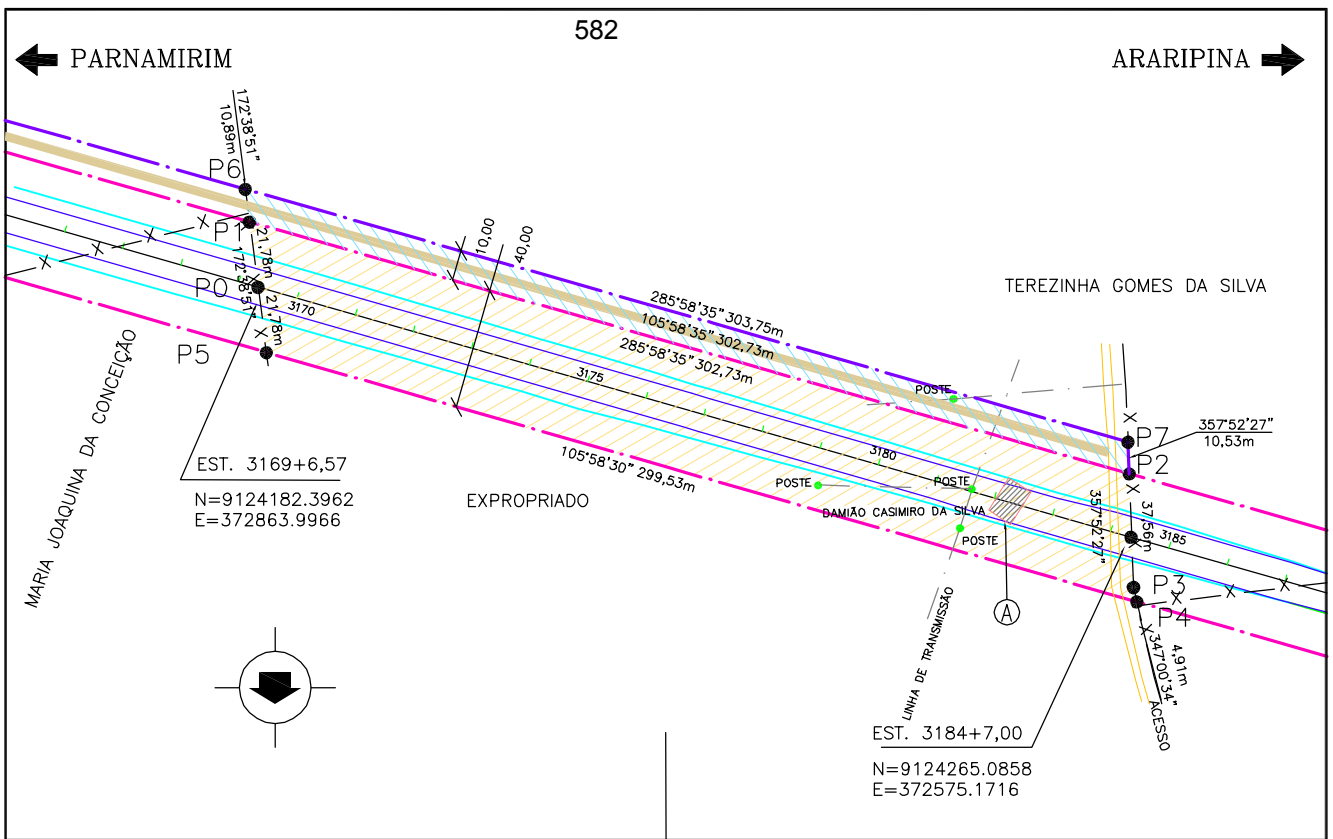 582
PARNAMIRIM
ARARIPINA
172°38'51"
10,89m
P6
P1
21,78m
172°38'51"
P0
21,78m
P5
3170
10,00
40,00
285°58'35" 303,75m
105°58'35" 302,73m
285°58'35" 302,73m
3175
TEREZINHA GOMES DA SILVA
POSTE
P7
357°52'27"
10,53m
P2
3180
POSTE
POSTE
DAMIÃO CASIMIRO DA SILVA
POSTE
37,56m
357°52'27"
3185
P3
P4
4,91m
347°00'34"
ACESSO
105°58'30" 299,53m
EST. 3169+6,57
N=9124182.3962
E=372863.9966
EXPROPRIADO
MARIA JOAQUINA DA CONCEIÇÃO
A
LINHA DE TRANSMISSÃO
EST. 3184+7,00
N=9124265.0858
E=372575.1716